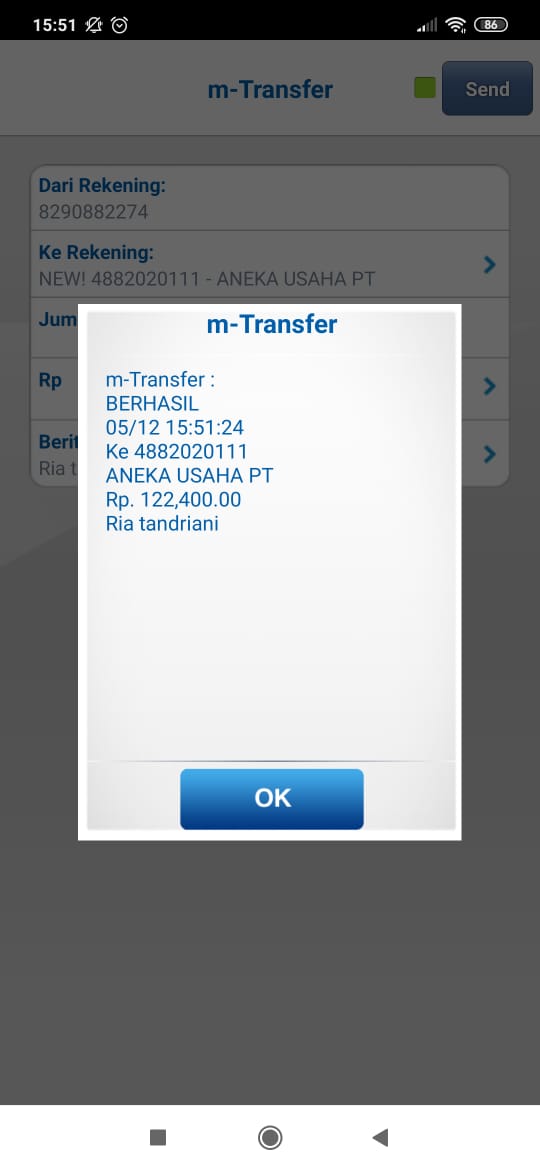 15:51
86
m-Transfer
Send
Dari Rekening:
8290882274
Ke Rekening:
NEW! 4882020111 - ANEKA USAHA PT
Jum
Rp
Berit
Ria t
m-Transfer
m-Transfer :
BERHASIL
05/12 15:51:24
Ke 4882020111
ANEKA USAHA PT
Rp. 122,400.00
Ria tandriani
OK